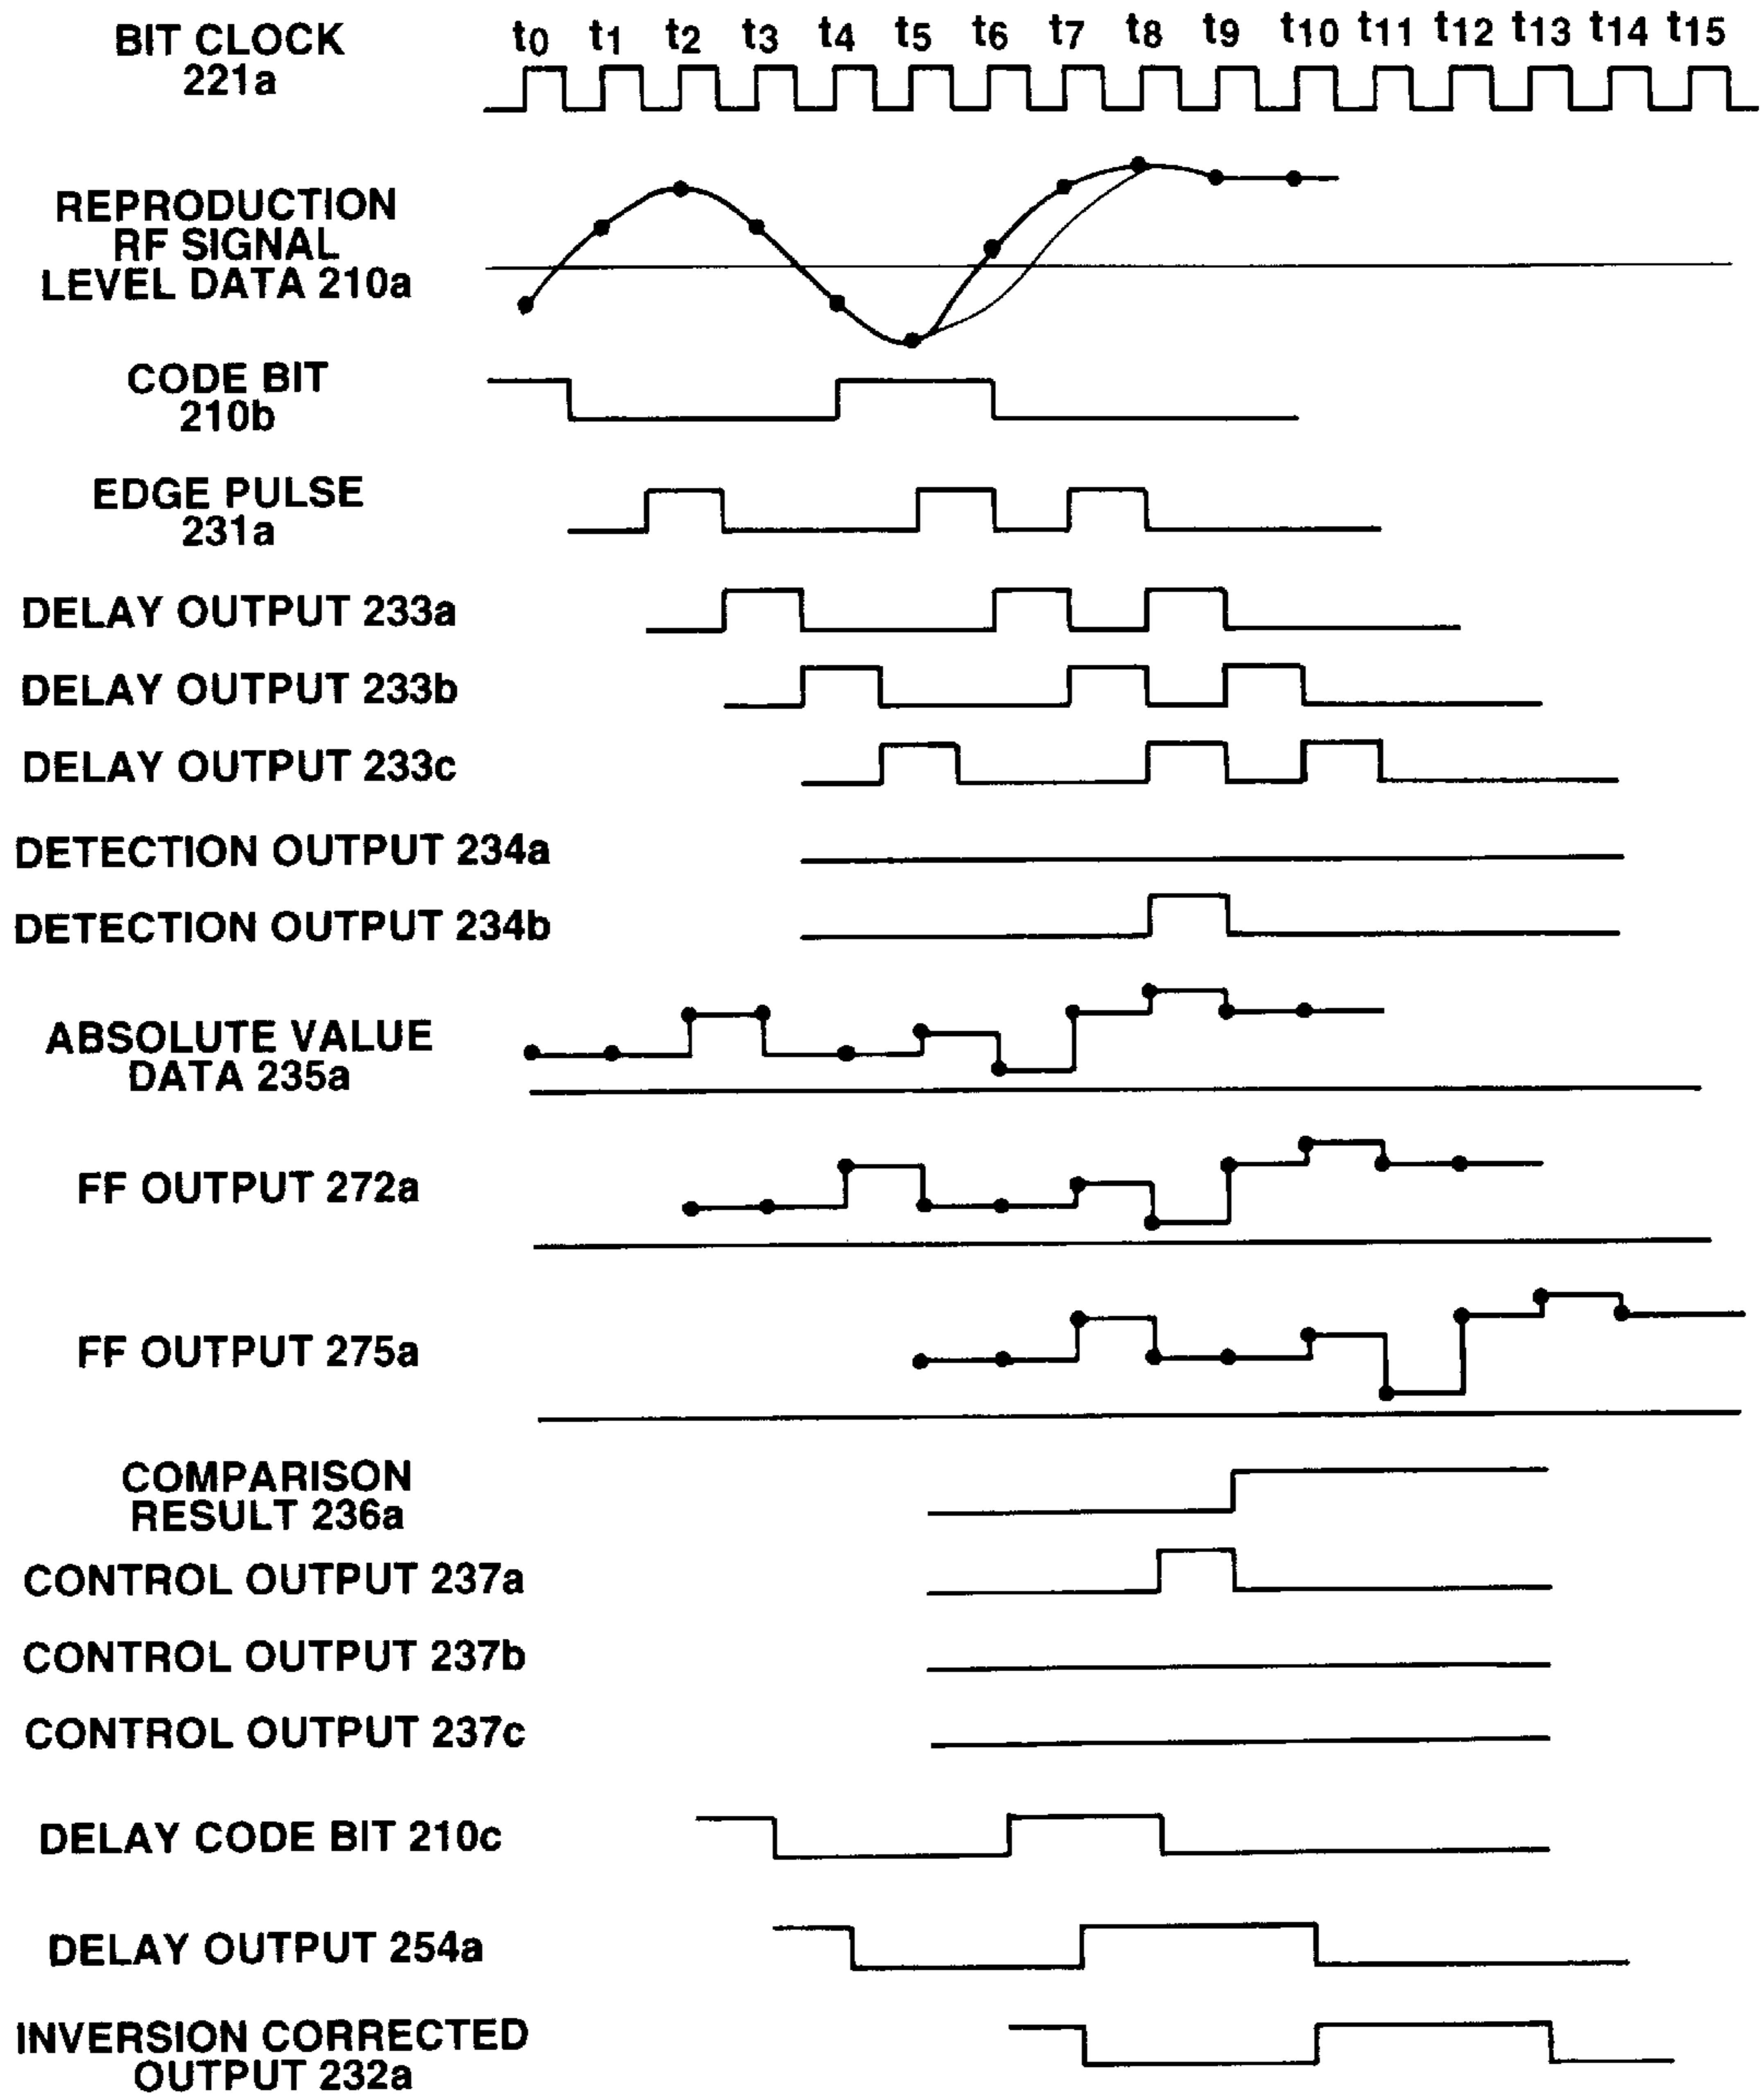 BIT CLOCK
221a
t0 t1 t2 t3 t4 t5 t6 t7 t8 t9 t10 t11 t12 t13 t14 t15
REPRODUCTION
RF SIGNAL
LEVEL DATA 210a
CODE BIT
210b
EDGE PULSE
231a
DELAY OUTPUT 233a
DELAY OUTPUT 233b
DELAY OUTPUT 233c
DETECTION OUTPUT 234a
DETECTION OUTPUT 234b
ABSOLUTE VALUE
DATA 235a
FF OUTPUT 272a
FF OUTPUT 275a
COMPARISON
RESULT 236a
CONTROL OUTPUT 237a
CONTROL OUTPUT 237b
CONTROL OUTPUT 237c
DELAY CODE BIT 210c
DELAY OUTPUT 254a
INVERSION CORRECTED
OUTPUT 232a